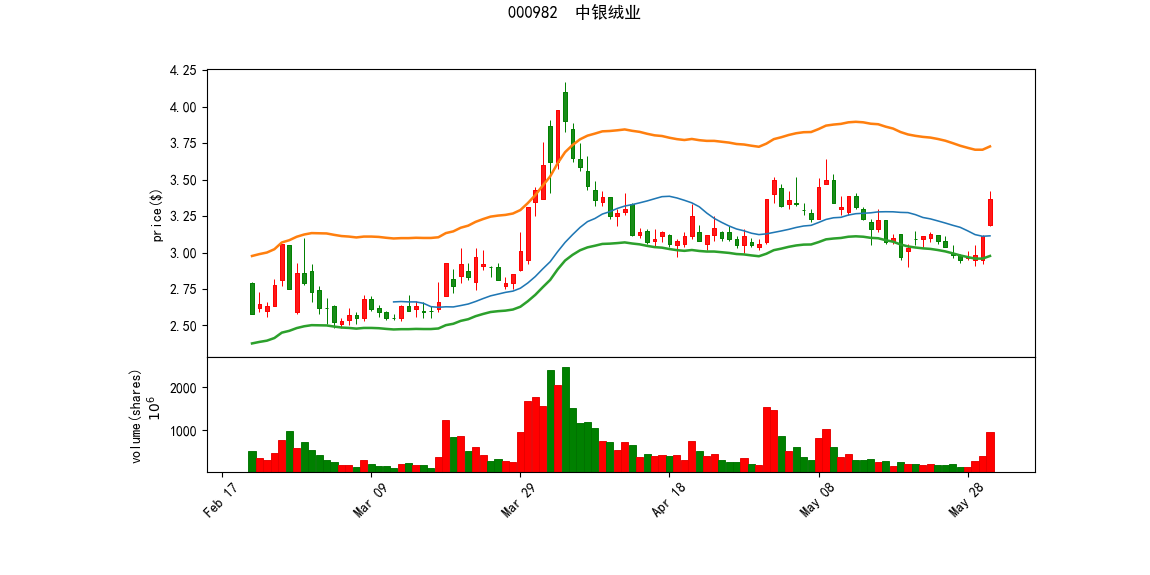 000982  中银绒业
4.25
4.00
3.75
3.50
3.25
3.00
2.75
2.50
price($)
2000
1000
volume(shares)
10^6
Feb 17
Mar 09
Mar 29
Apr 18
May 08
May 28